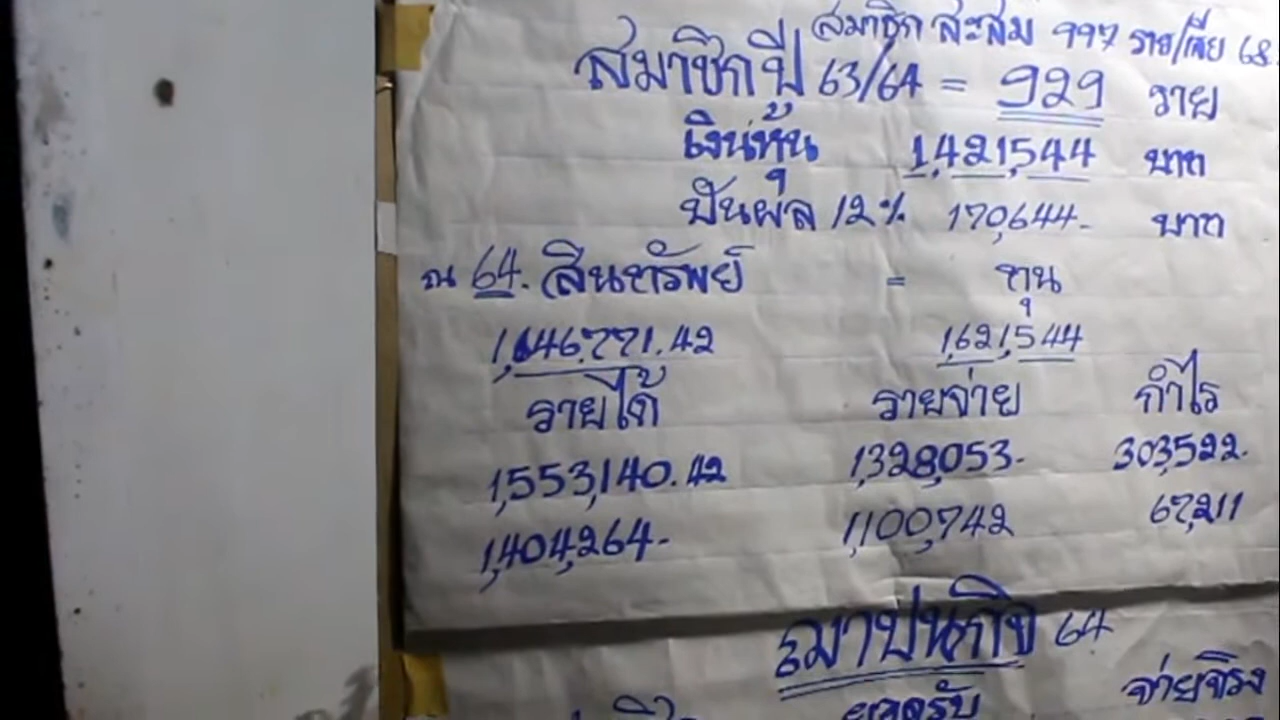 สมาชิก สะสม 997 ราย/เสีย 68.
สมาชิกปี 63/64 = 929 ราย
เงินหุ้น 1,421,544 บาท
ปันผล 12% 170,644.- บาท
ณ 64. สินทรัพย์ = ทุน
1,646,771.42 1,621,544
รายได้ รายจ่าย กำไร
1,553,140.42 1,328,053.- 303,522.-
1,404,264.- 1,100,742 67,211
ฌาปนกิจ 64
ยอดรับ จ่ายจริง